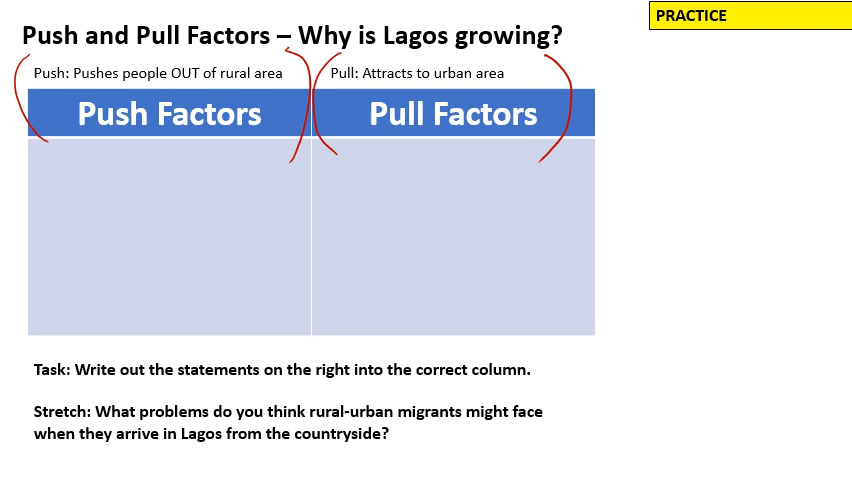 Push and Pull Factors – Why is Lagos growing?
PRACTICE
Push: Pushes people OUT of rural area
Pull: Attracts to urban area
Push Factors
Pull Factors
Task: Write out the statements on the right into the correct column.
Stretch: What problems do you think rural-urban migrants might face
when they arrive in Lagos from the countryside?